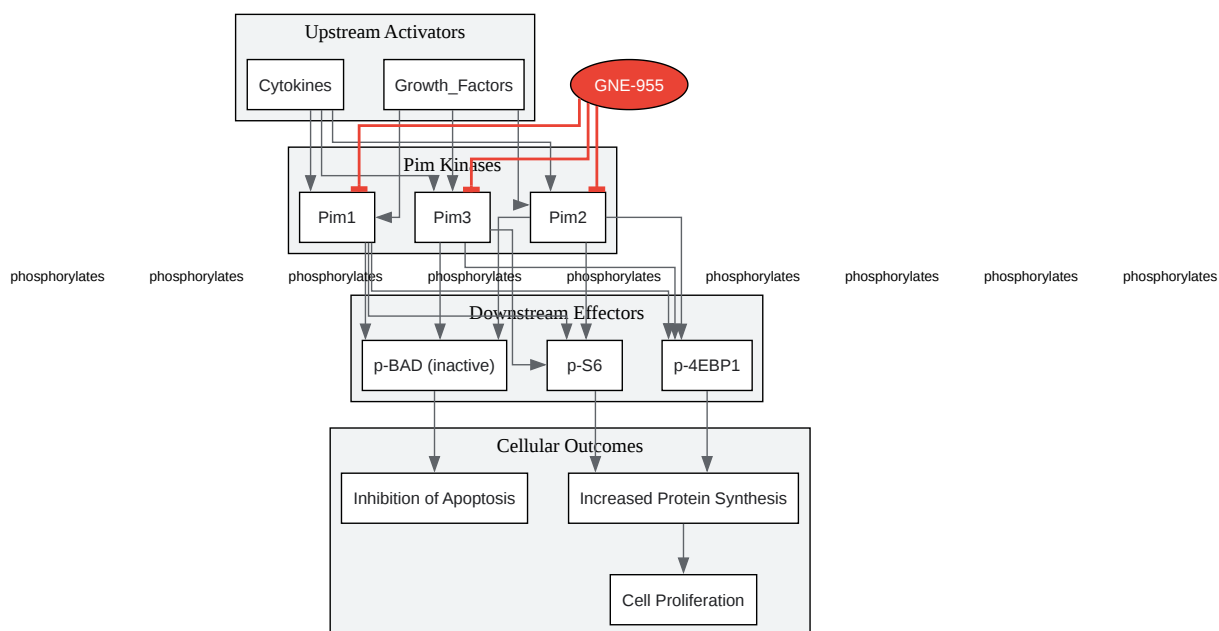 Upstream Activators
Cytokines
Growth_Factors
GNE-955
Pim Kinases
Pim1
Pim3
Pim2
phosphorylates
phosphorylates
phosphorylates
phosphorylates
phosphorylates
phosphorylates
phosphorylates
phosphorylates
phosphorylates
Downstream Effectors
p-BAD (inactive)
p-S6
p-4EBP1
Cellular Outcomes
Inhibition of Apoptosis
Increased Protein Synthesis
Cell Proliferation